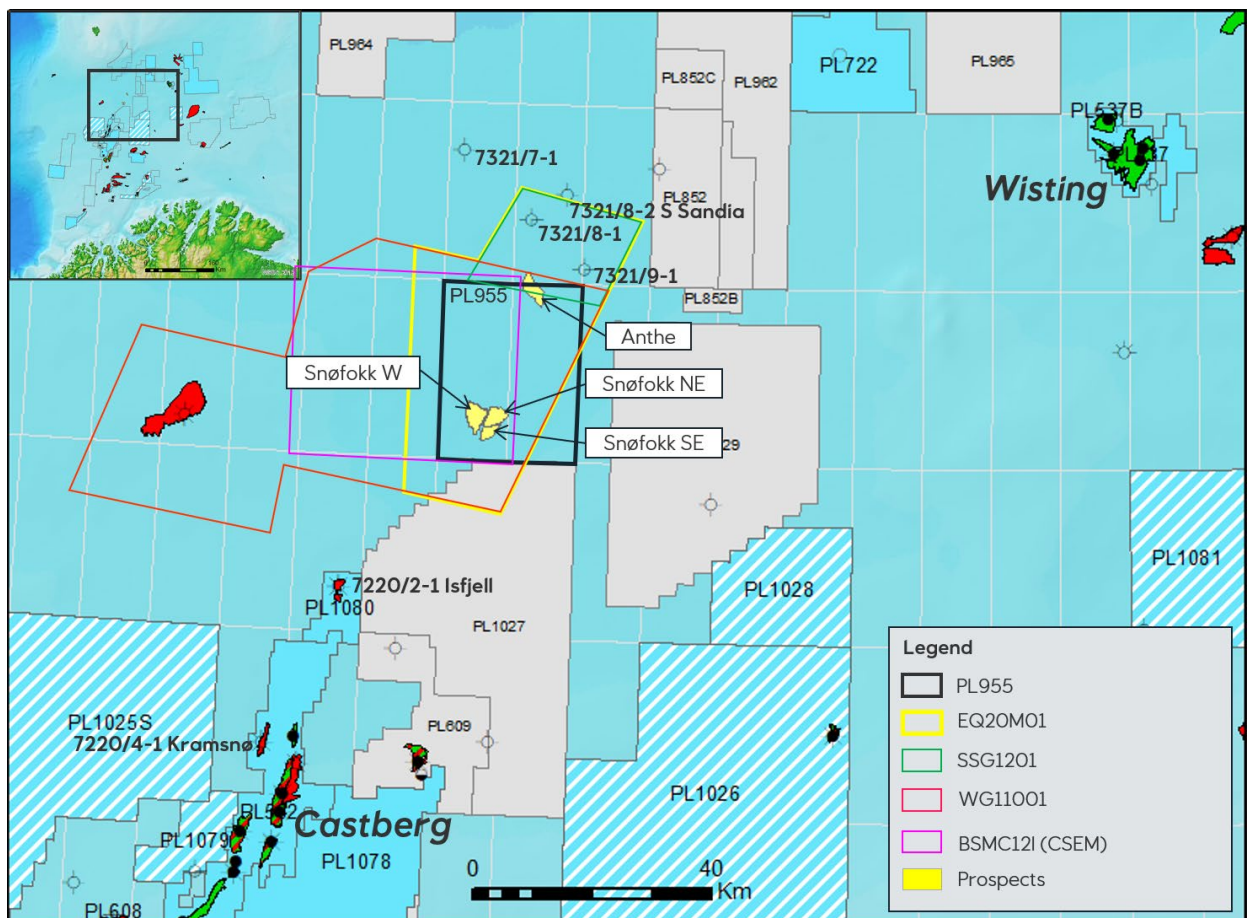 PL964
PL852C
PL962
PL722
PL965
PL537B
7321/7-1
PL852
Wisting
7321/8-2 S Sandia
7321/8-1
7321/9-1
PL955
PL852B
Anthe
Snøfokk W
Snøfokk NE
Snøfokk SE
29
PL1081
7220/2-1 Isfjell
PL1080
PL1028
PL1027
Legend
PL955
EQ20M01
SSG1201
WG11001
BSMC12I (CSEM)
Prospects
PL1025S
7220/4-1 Kramsnø
PL609
PL1026
Castberg
PL1079
PL1078
0
40
Km
PL608